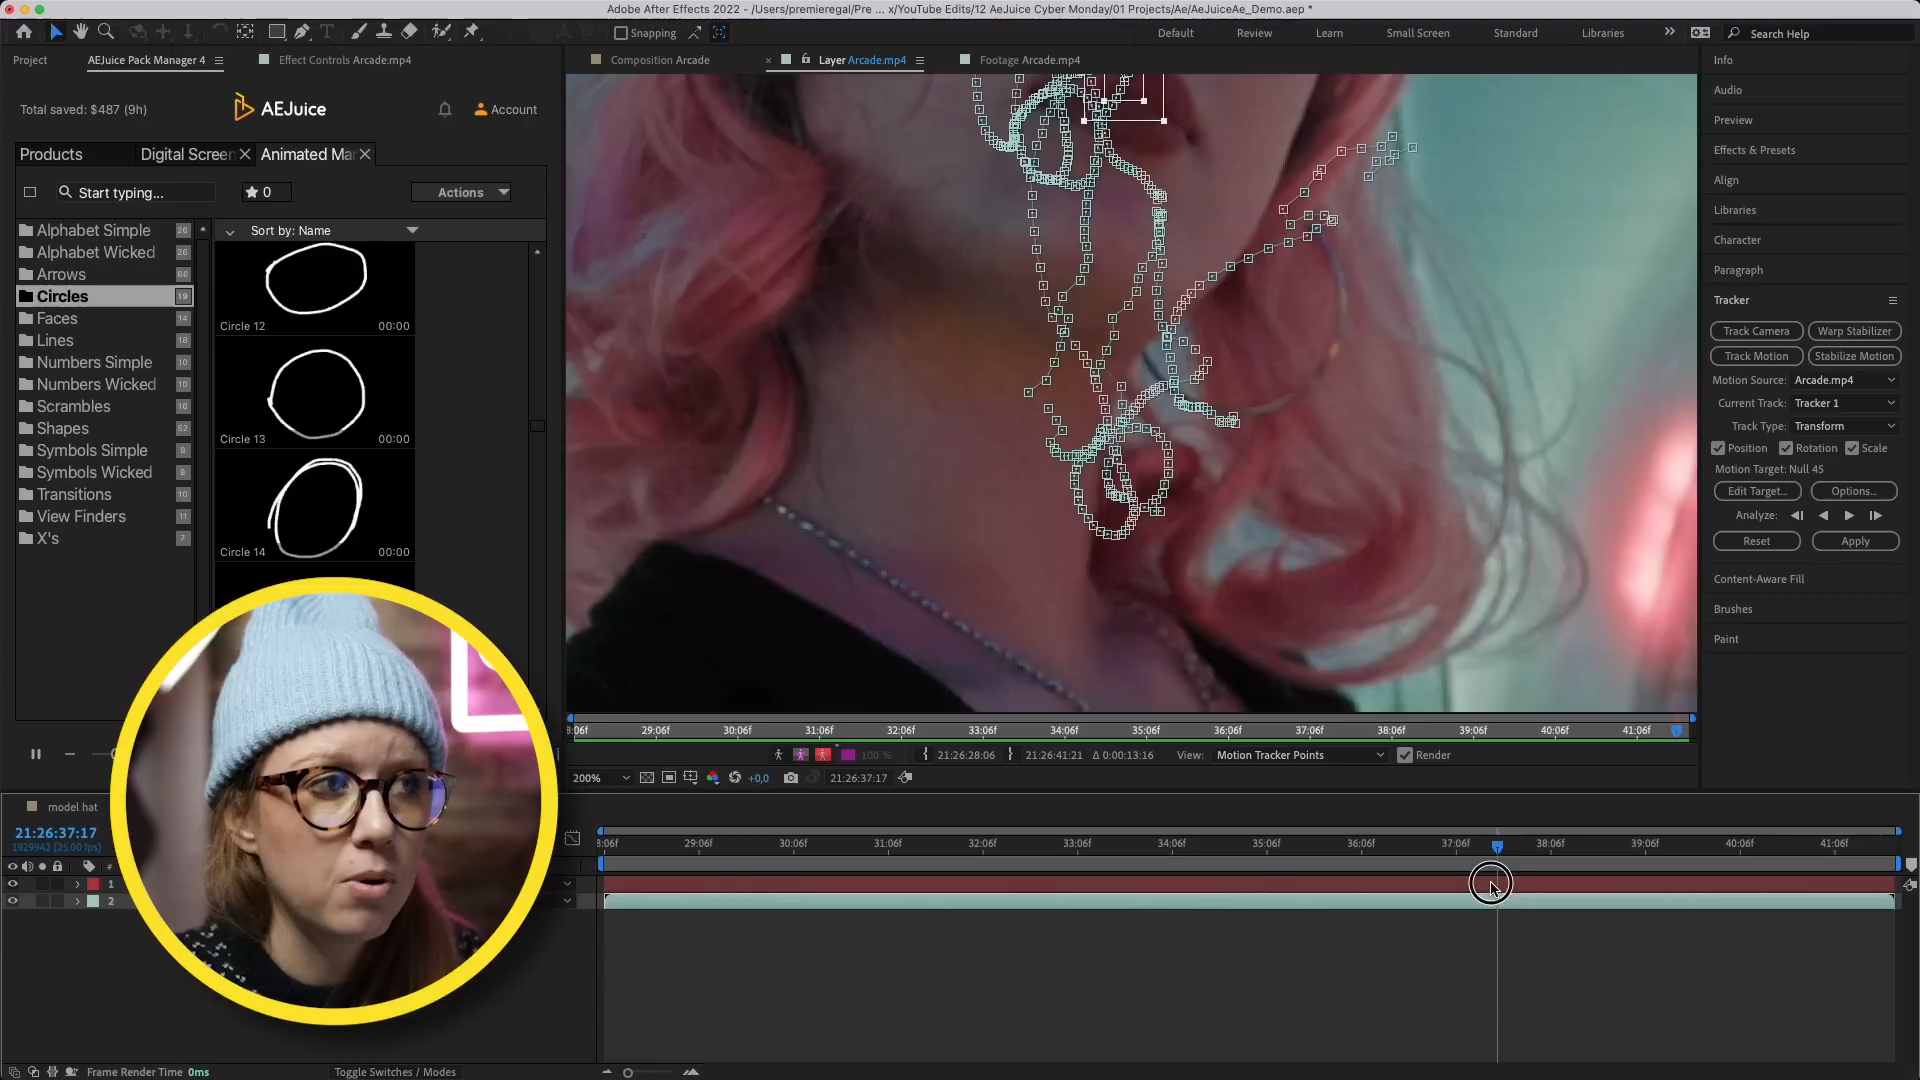 Adobe After Effects 2022 - /Users/premieregal/Pre ... x/YouTube Edits/12 AeJuice Cyber Monday/01 Projects/Ae/AeJuiceAe_Demo.aep *
Snapping
Default Review Learn Small Screen Standard Libraries » Search Help
Project AEJuice Pack Manager 4 Effect Controls Arcade.mp4
Composition Arcade × Layer Arcade.mp4 Footage Arcade.mp4
Total saved: $487 (9h) AEJuice Account
Products Digital Screen Animated Ma
Start typing... 0 Actions
Alphabet Simple 26
Alphabet Wicked 26
Arrows 66
Circles 19
Faces 14
Lines 18
Numbers Simple 10
Numbers Wicked 10
Scrambles 16
Shapes 52
Symbols Simple 9
Symbols Wicked 8
Transitions 10
View Finders 11
X's 7
Sort by: Name
Circle 12 00:00
Circle 13 00:00
Circle 14 00:00
Info
Audio
Preview
Effects & Presets
Align
Libraries
Character
Paragraph
Tracker
Track Camera Warp Stabilizer
Track Motion Stabilize Motion
Motion Source: Arcade.mp4
Current Track: Tracker 1
Track Type: Transform
Position Rotation Scale
Motion Target: Null 45
Edit Target... Options...
Analyze:
Reset Apply
Content-Aware Fill
Brushes
Paint
8:06f 29:06f 30:06f 31:06f 32:06f 33:06f 34:06f 35:06f 36:06f 37:06f 38:06f 39:06f 40:06f 41:06f
100 % 21:26:28:06 21:26:41:21 Δ 0:00:13:16 View: Motion Tracker Points Render
200% +0,0 21:26:37:17
model hat
21:26:37:17
1929942 (25.00 fps)
8:06f 29:06f 30:06f 31:06f 32:06f 33:06f 34:06f 35:06f 36:06f 37:06f 38:06f 39:06f 40:06f 41:06f
#
1
2
Frame Render Time 0ms Toggle Switches / Modes